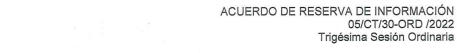 ACUERDO DE RESERVA DE INFORMACIÓN
05/CT/30-ORD /2022
Trigésima Sesión Ordinaria